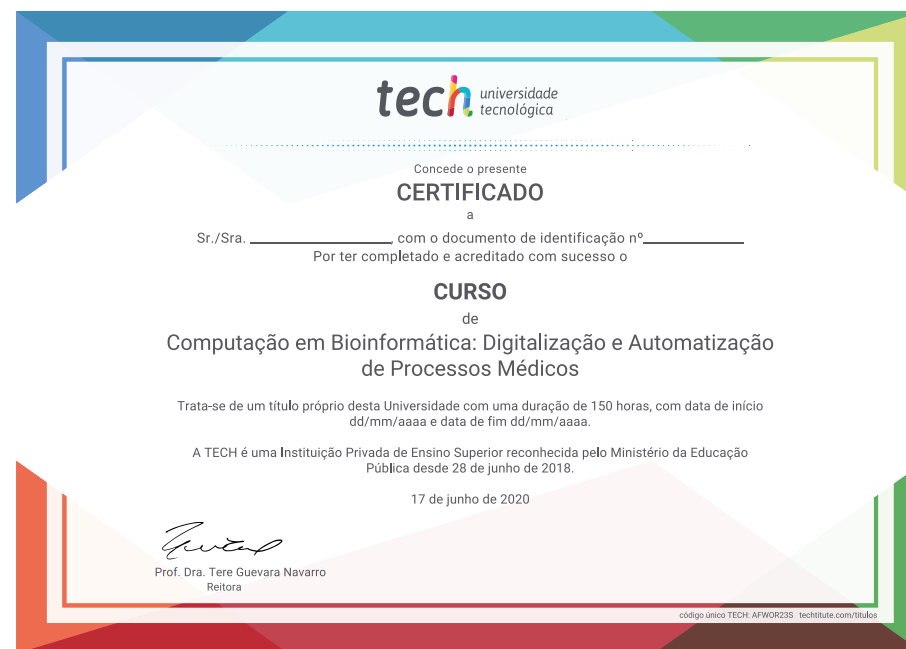 tech universidade
tecnológica
Concede o presente
CERTIFICADO
a
Sr./Sra. ____________________, com o documento de identificação nº______________
Por ter completado e acreditado com sucesso o
CURSO
de
Computação em Bioinformática: Digitalização e Automatização
de Processos Médicos
Trata-se de um título próprio desta Universidade com uma duração de 150 horas, com data de início
dd/mm/aaaa e data de fim dd/mm/aaaa.
A TECH é uma Instituição Privada de Ensino Superior reconhecida pelo Ministério da Educação
Pública desde 28 de junho de 2018.
17 de junho de 2020
Prof. Dra. Tere Guevara Navarro
Reitora
código único TECH: AFWOR23S techtitute.com/titulos